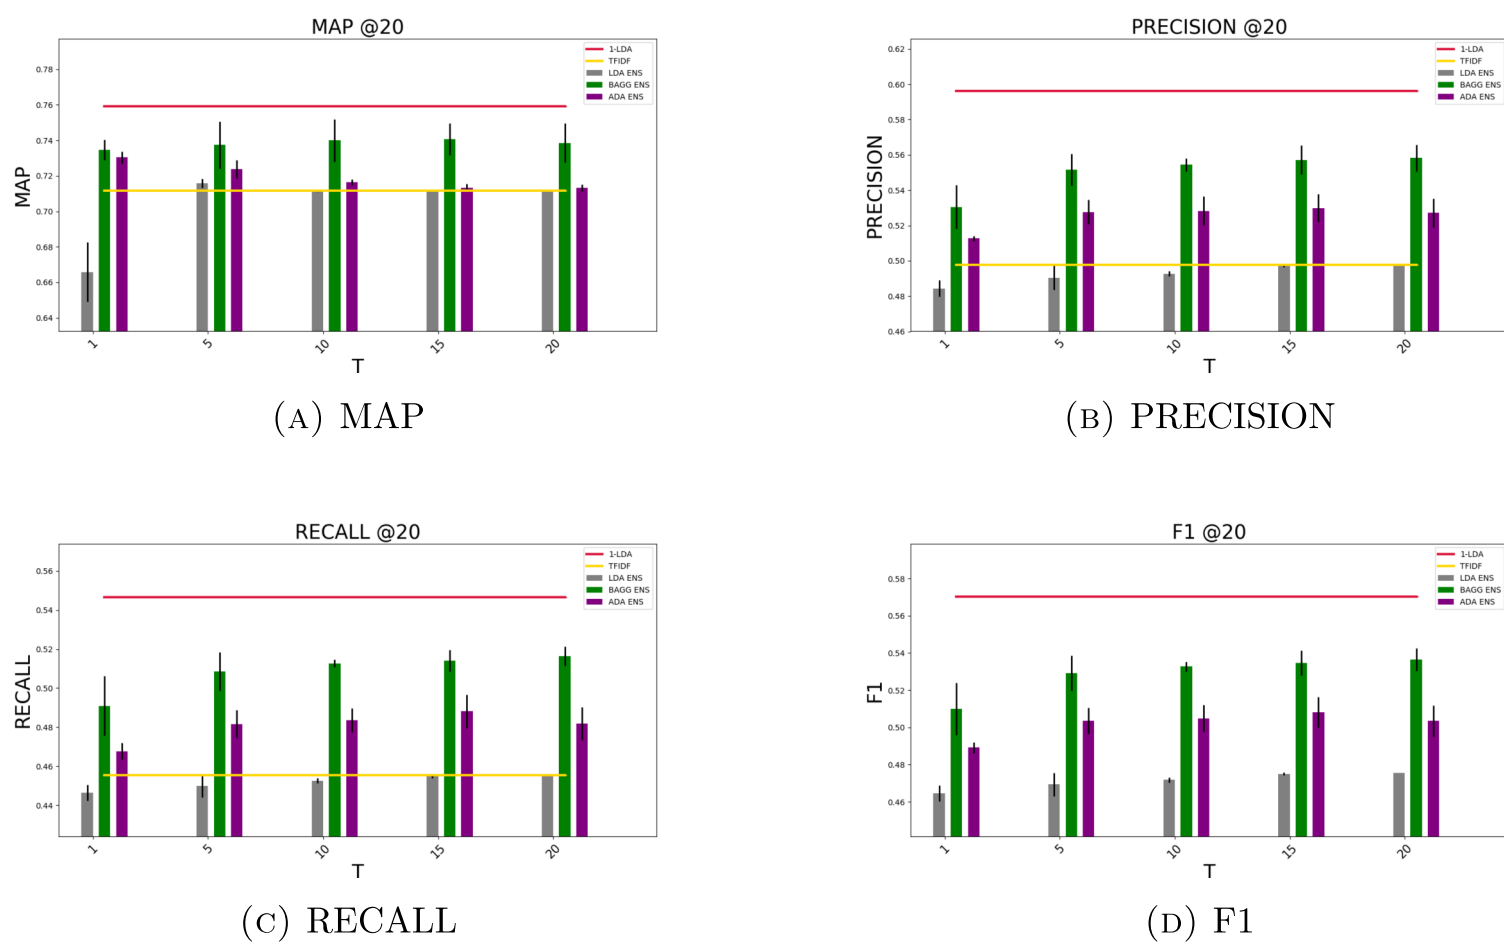 MAP @20
0.78
0.76
0.74
0.72
0.70
0.68
0.66
0.64
MAP
1-LDA
TFIDF
LDA ENS
BAGG ENS
ADA ENS
1 5 10 15 20
T
(A) MAP
PRECISION @20
0.62
0.60
0.58
0.56
0.54
0.52
0.50
0.48
0.46
PRECISION
1-LDA
TFIDF
LDA ENS
BAGG ENS
ADA ENS
1 5 10 15 20
T
(B) PRECISION
RECALL @20
0.56
0.54
0.52
0.50
0.48
0.46
0.44
RECALL
1-LDA
TFIDF
LDA ENS
BAGG ENS
ADA ENS
1 5 10 15 20
T
(C) RECALL
F1 @20
0.58
0.56
0.54
0.52
0.50
0.48
0.46
F1
1-LDA
TFIDF
LDA ENS
BAGG ENS
ADA ENS
1 5 10 15 20
T
(D) F1